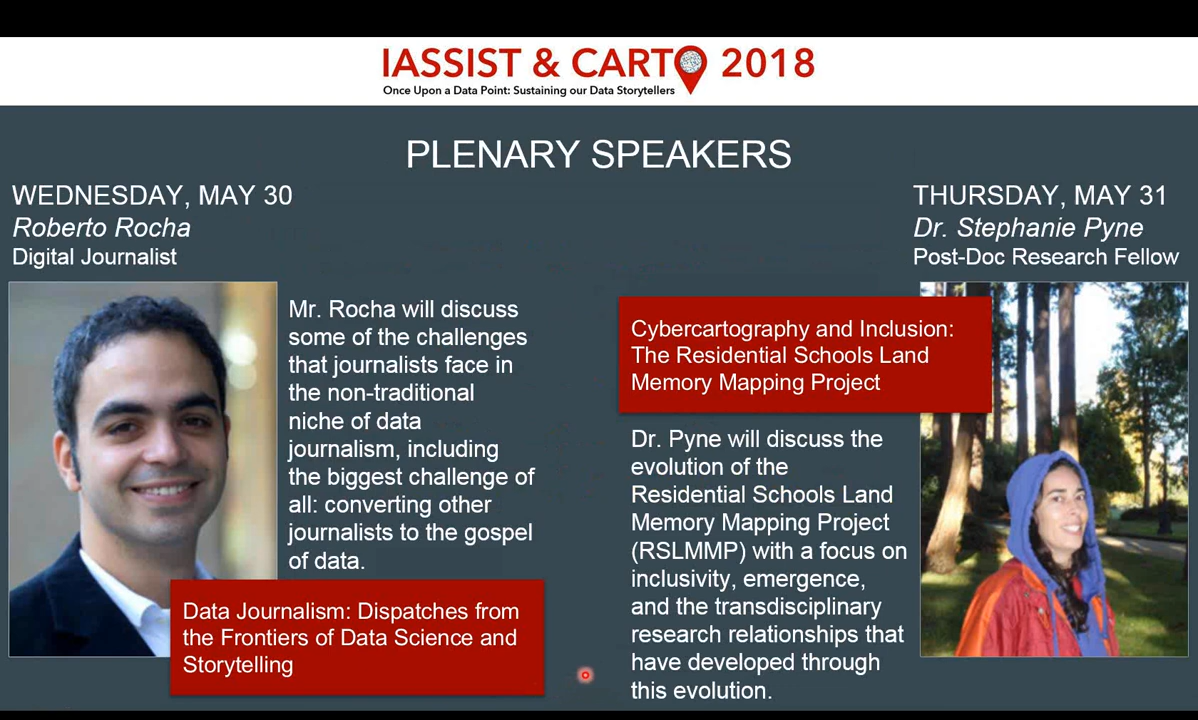 IASSIST & CARTO 2018
Once Upon a Data Point: Sustaining our Data Storytellers
PLENARY SPEAKERS
WEDNESDAY, MAY 30
Roberto Rocha
Digital Journalist
Mr. Rocha will discuss
some of the challenges
that journalists face in
the non-traditional
niche of data
journalism, including
the biggest challenge of
all: converting other
journalists to the gospel
of data.
Data Journalism: Dispatches from
the Frontiers of Data Science and
Storytelling
THURSDAY, MAY 31
Dr. Stephanie Pyne
Post-Doc Research Fellow
Cybercartography and Inclusion:
The Residential Schools Land
Memory Mapping Project
Dr. Pyne will discuss the
evolution of the
Residential Schools Land
Memory Mapping Project
(RSLMMP) with a focus on
inclusivity, emergence,
and the transdisciplinary
research relationships that
have developed through
this evolution.